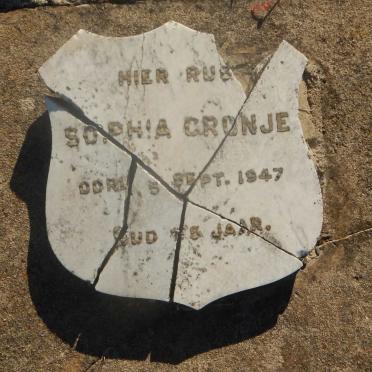 HIER RUS
SOPHIA CRONJE
OORL. 5 SEPT. 1947
OUD JAAR.